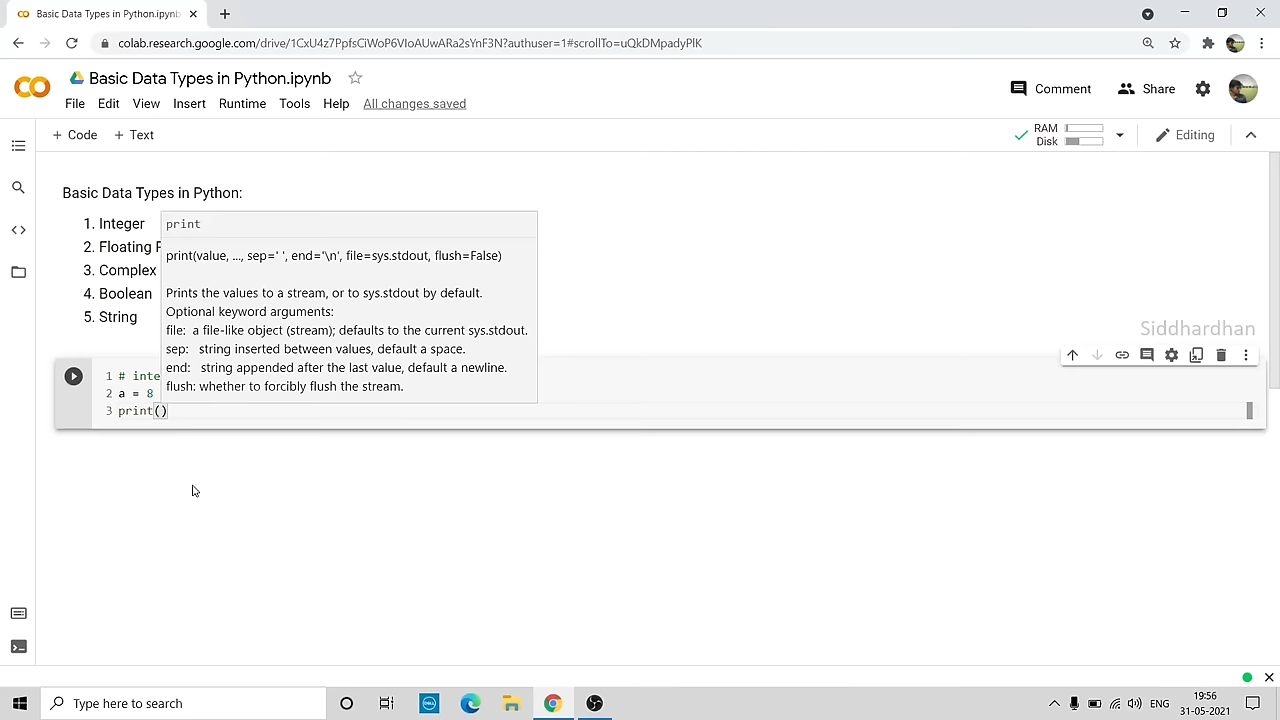 Basic Data Types in Python.ipynb
colab.research.google.com/drive/1CxU4z7PpfsCiWoP6VIoAUwARa2sYnF3N?authuser=1#scrollTo=uQkDMpadyPlK
CO Basic Data Types in Python.ipynb
Comment Share
File Edit View Insert Runtime Tools Help All changes saved
+ Code + Text
RAM
Disk
Editing
Basic Data Types in Python:
1. Integer
2. Floating P
3. Complex
4. Boolean
5. String
print
print(value, ..., sep=' ', end='\n', file=sys.stdout, flush=False)
Prints the values to a stream, or to sys.stdout by default.
Optional keyword arguments:
file: a file-like object (stream); defaults to the current sys.stdout.
sep: string inserted between values, default a space.
end: string appended after the last value, default a newline.
flush: whether to forcibly flush the stream.
Siddhardhan
1 # inte
2 a = 8
3 print()
Type here to search
DELL
ENG
19:56
31-05-2021